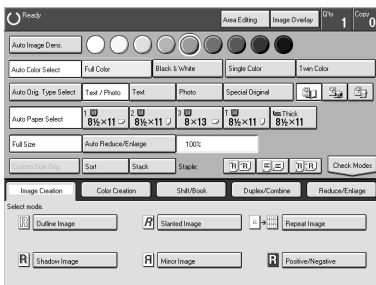 Ready Area Editing Image Overlay Q'ty 1 Copy 0
Auto Image Dens.
Auto Color Select Full Color Black & White Single Color Twin Color
Auto Orig. Type Select Text / Photo Text Photo Special Original
Auto Paper Select 1 8½×11 2 8½×11 3 8×13 T 8½×11 Thick 8½×11
Full Size Auto Reduce/Enlarge 100%
Custom Size Orig. Sort Stack Staple: Check Modes
Image Creation Color Creation Shift/Book Duplex/Combine Reduce/Enlarge
Select mode.
R Outline Image R Slanted Image R Repeat Image
R Shadow Image Я Mirror Image R Positive/Negative